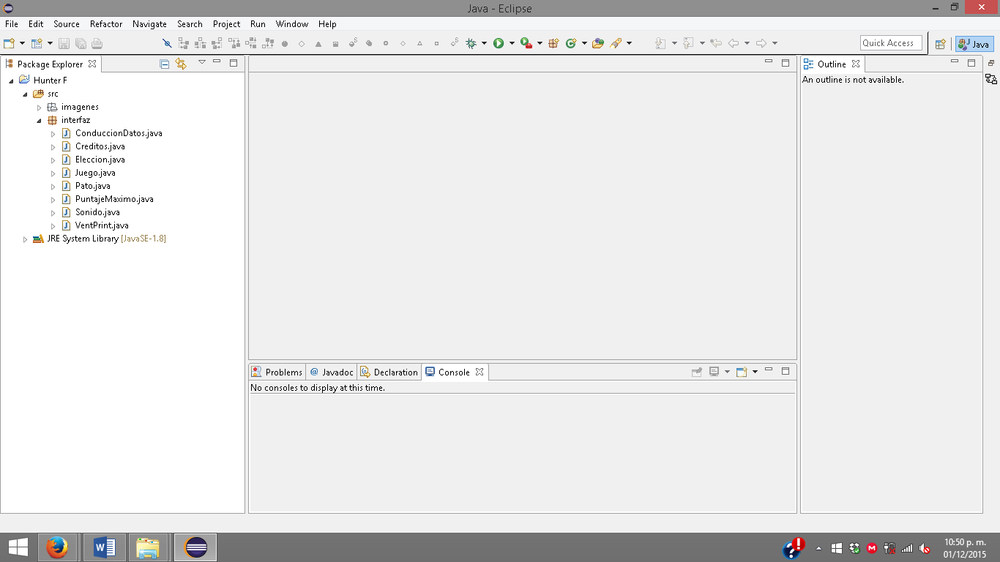 Java - Eclipse
File Edit Source Refactor Navigate Search Project Run Window Help
Quick Access
Java
Package Explorer
Hunter F
src
imagenes
interfaz
ConduccionDatos.java
Creditos.java
Eleccion.java
Juego.java
Pato.java
PuntajeMaximo.java
Sonido.java
VentPrint.java
JRE System Library [JavaSE-1.8]
Outline
An outline is not available.
Problems @ Javadoc Declaration Console
No consoles to display at this time.
10:50 p. m.
01/12/2015